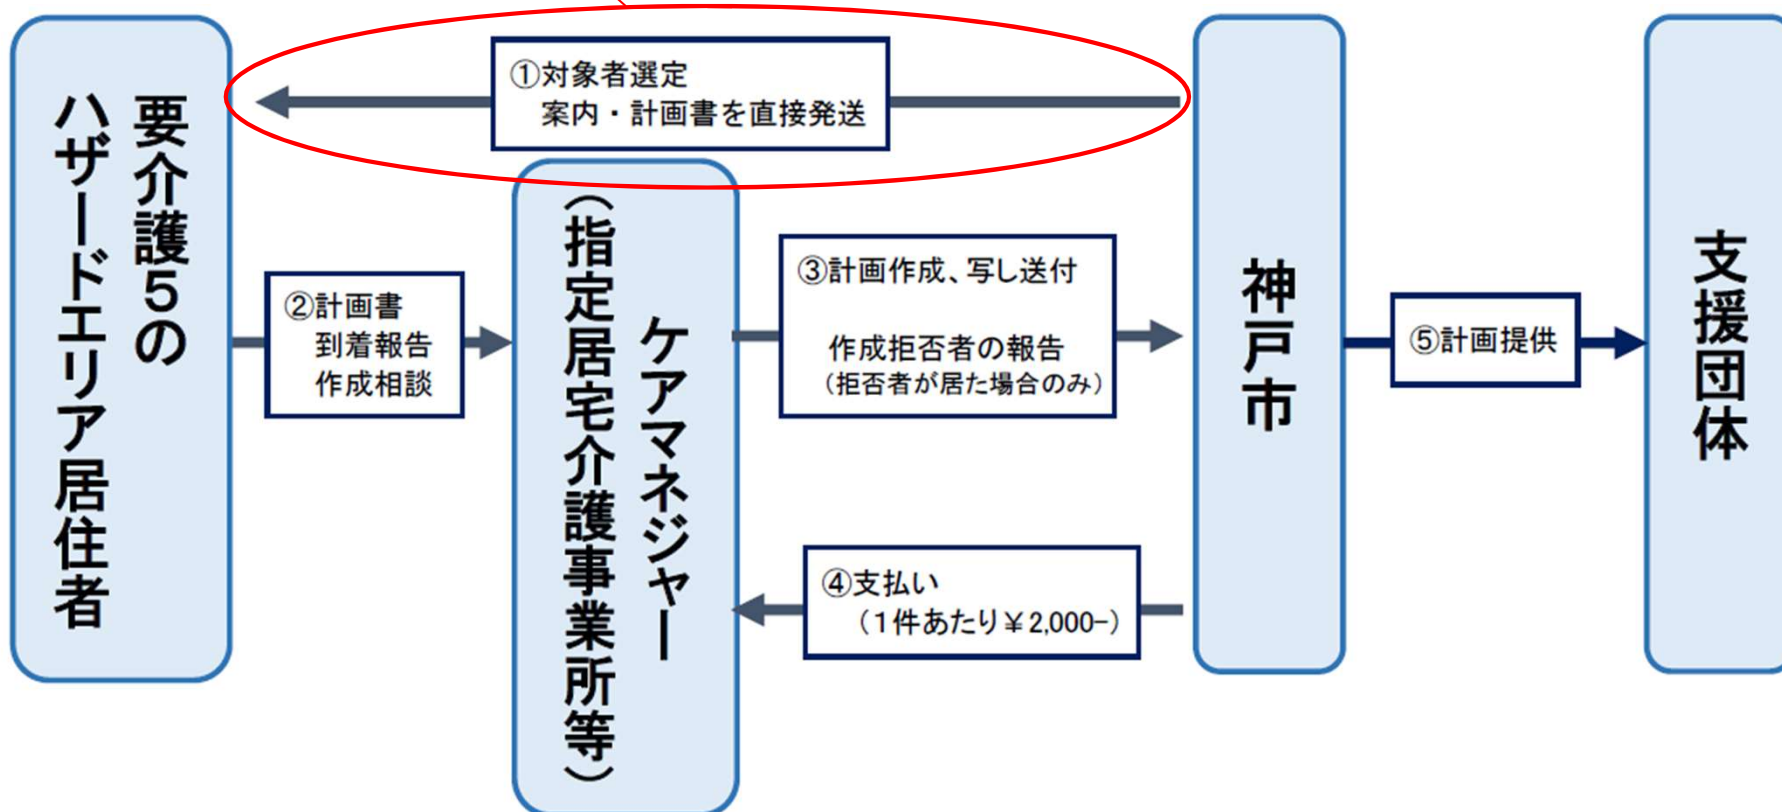 要介護５の
ハザードエリア居住者
①対象者選定
案内・計画書を直接発送
②計画書
到着報告
作成相談
ケアマネジャー
（指定居宅介護事業所等）
③計画作成、写し送付
作成拒否者の報告
（拒否者が居た場合のみ）
④支払い
（１件あたり￥2,000-）
神戸市
⑤計画提供
支援団体